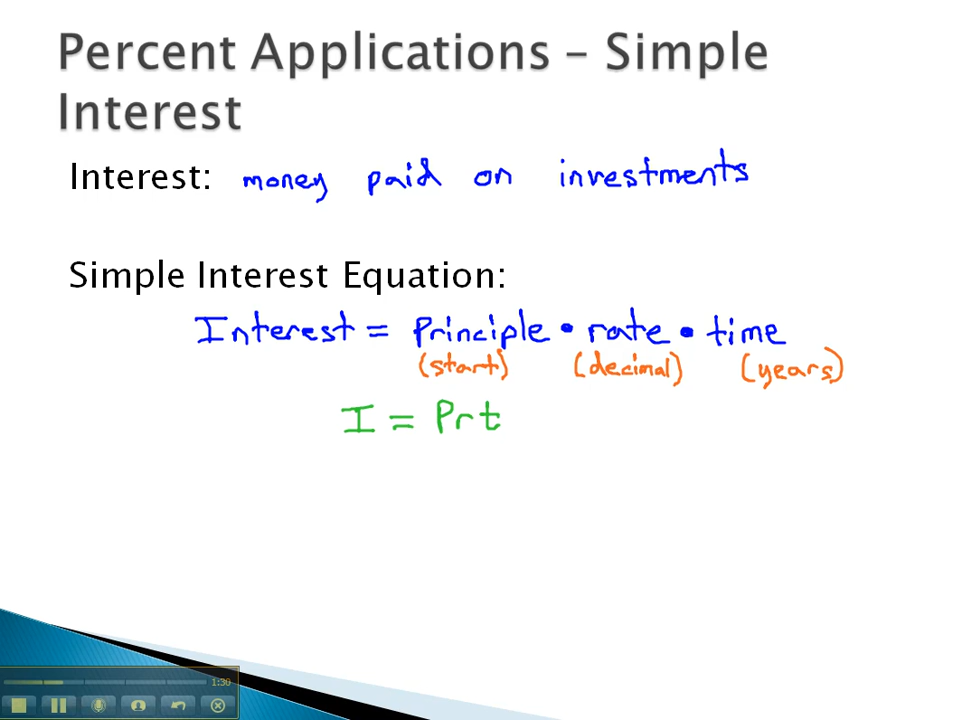 Percent Applications – Simple
Interest
Interest: money paid on investments
Simple Interest Equation:
Interest = Principle • rate • time
(start) (decimal) (years)
I = Prt
1:30